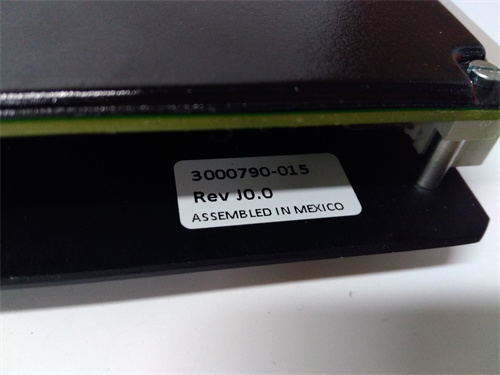 3000790-015
Rev J0.0
ASSEMBLED IN MEXICO